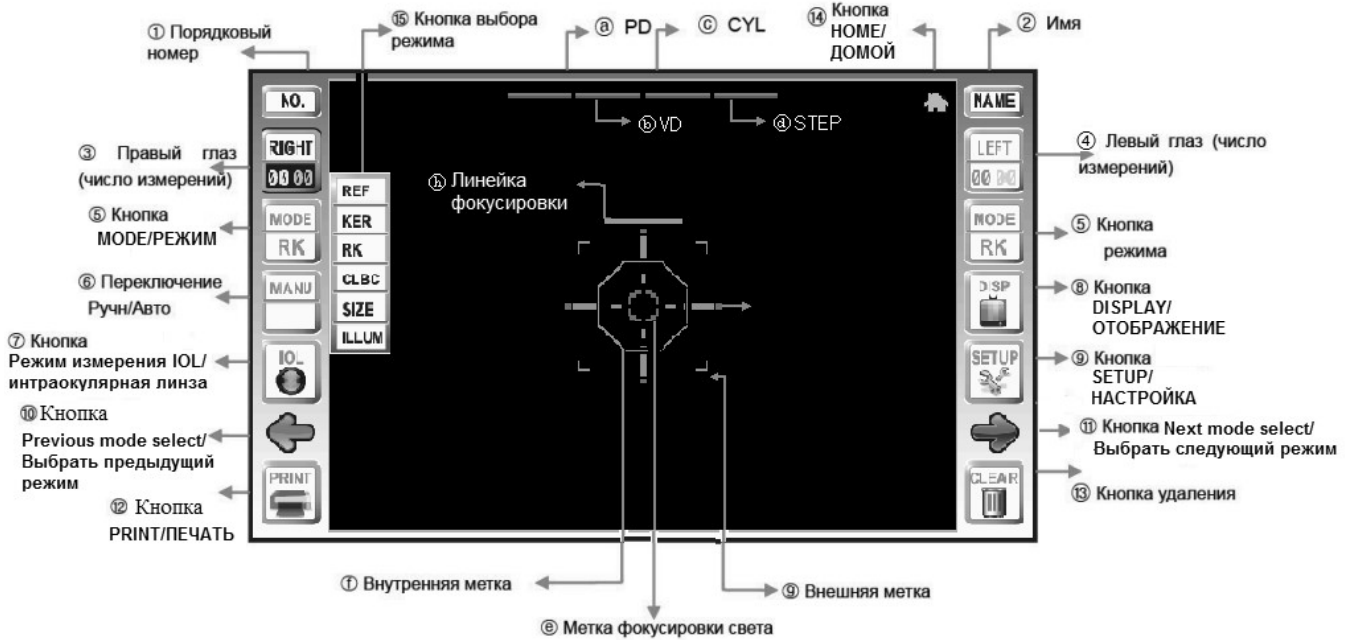 ⑮ Кнопка выбора
режима
ⓐ PD
ⓒ CYL
⑭ Кнопка
HOME/
ДОМОЙ
② Имя
① Порядковый
номер
NO.
NAME
ⓑ VD
ⓓ STEP
③ Правый глаз
(число измерений)
RIGHT
00 00
LEFT
00 00
④ Левый глаз (число
измерений)
ⓗ Линейка
фокусировки
REF
KER
RK
CLBC
SIZE
ILLUM
⑤ Кнопка
MODE/РЕЖИМ
MODE
RK
MODE
RK
⑤ Кнопка
режима
⑥ Переключение
Ручн/Авто
MANU
DISP
⑧ Кнопка
DISPLAY/
ОТОБРАЖЕНИЕ
⑦ Кнопка
Режим измерения IOL/
интраокулярная линза
IOL
SETUP
⑨ Кнопка
SETUP/
НАСТРОЙКА
⑩ Кнопка
Previous mode select/
Выбрать предыдущий
режим
⑪ Кнопка Next mode select/
Выбрать следующий режим
PRINT
CLEAR
⑫ Кнопка
PRINT/ПЕЧАТЬ
⑬ Кнопка удаления
ⓕ Внутренняя метка
⑨ Внешняя метка
ⓔ Метка фокусировки света